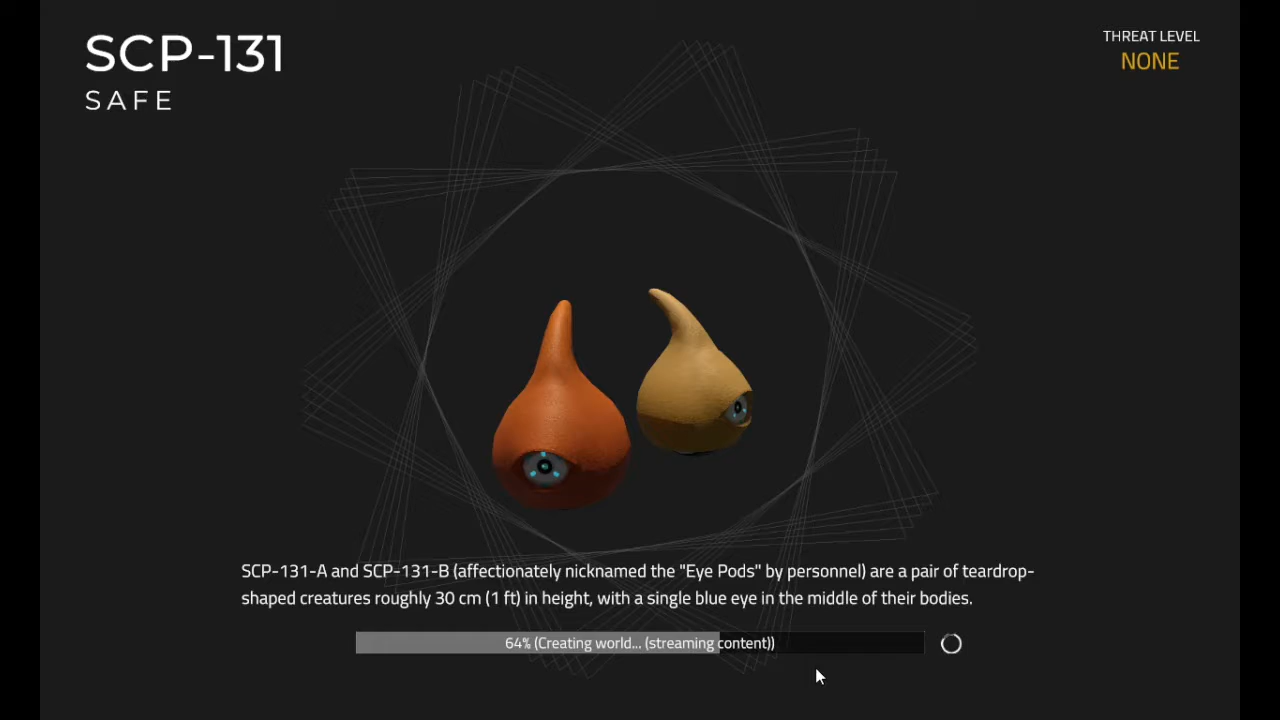 SCP-131
SAFE
THREAT LEVEL
NONE
SCP-131-A and SCP-131-B (affectionately nicknamed the "Eye Pods" by personnel) are a pair of teardrop-
shaped creatures roughly 30 cm (1 ft) in height, with a single blue eye in the middle of their bodies.
64% (Creating world... (streaming content))